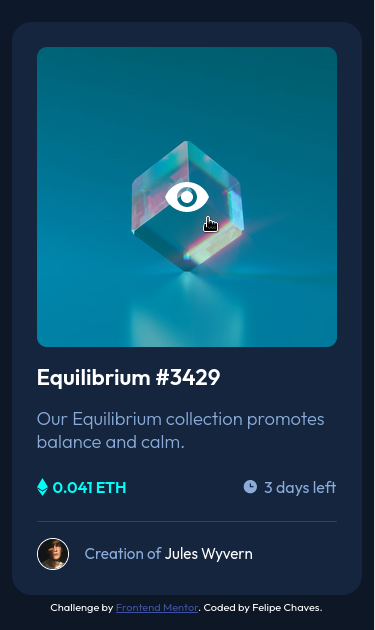 Equilibrium #3429
Our Equilibrium collection promotes
balance and calm.
0.041 ETH
3 days left
Creation of Jules Wyvern
Challenge by Frontend Mentor. Coded by Felipe Chaves.